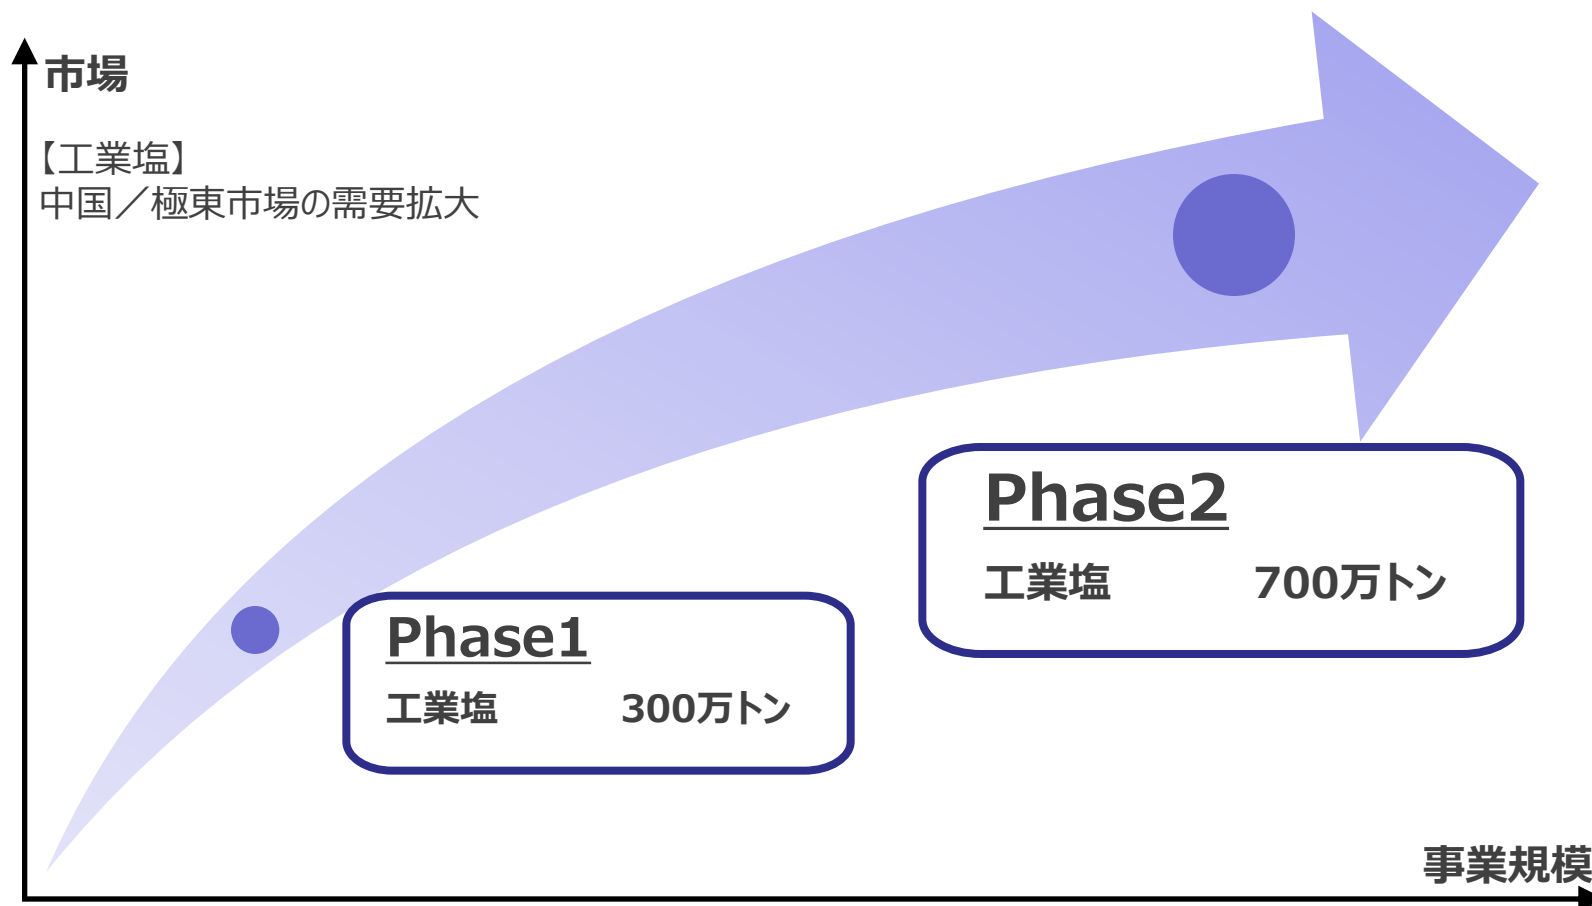 市場
【工業塩】
中国／極東市場の需要拡大
Phase2
工業塩 700万トン
Phase1
工業塩 300万トン
事業規模